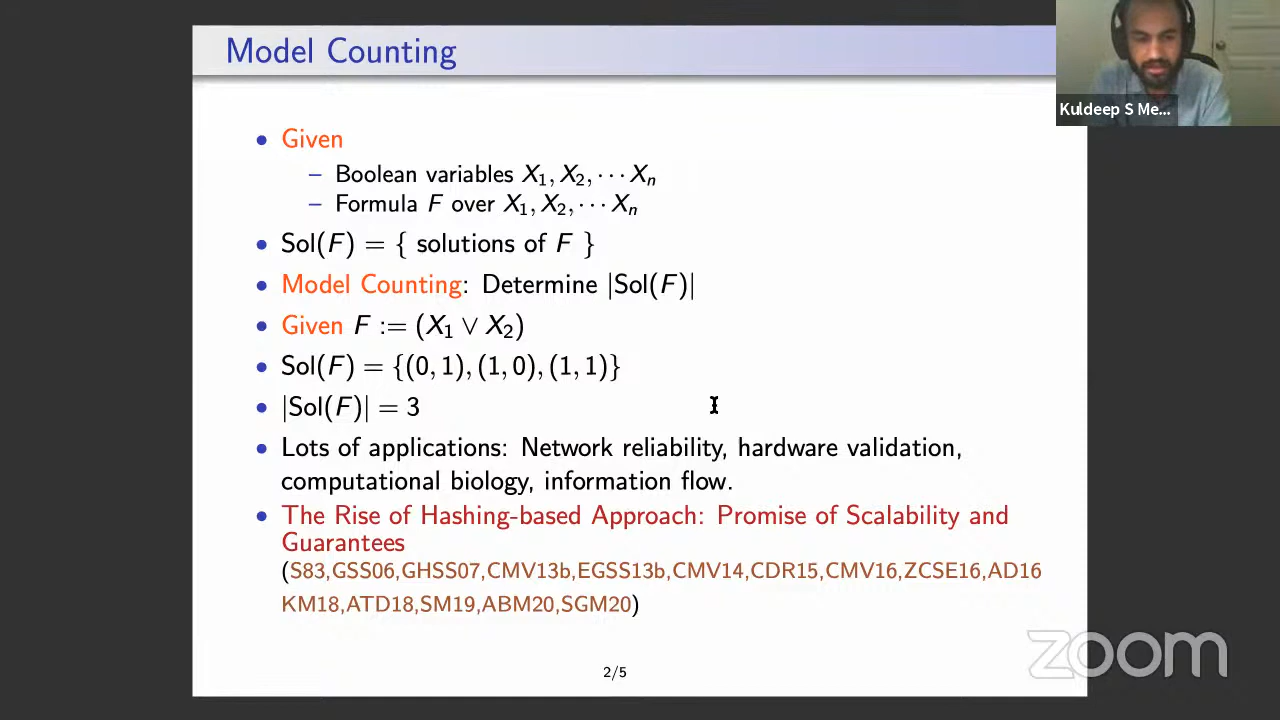 Model Counting
Kuldeep S Me...
• Given
– Boolean variables X₁, X₂, ··· Xₙ
– Formula F over X₁, X₂, ··· Xₙ
• Sol(F) = { solutions of F }
• Model Counting: Determine |Sol(F)|
• Given F := (X₁ ∨ X₂)
• Sol(F) = {(0, 1), (1, 0), (1, 1)}
• |Sol(F)| = 3
• Lots of applications: Network reliability, hardware validation,
computational biology, information flow.
• The Rise of Hashing-based Approach: Promise of Scalability and
Guarantees
(S83,GSS06,GHSS07,CMV13b,EGSS13b,CMV14,CDR15,CMV16,ZCSE16,AD16
KM18,ATD18,SM19,ABM20,SGM20)
zoom
2/5